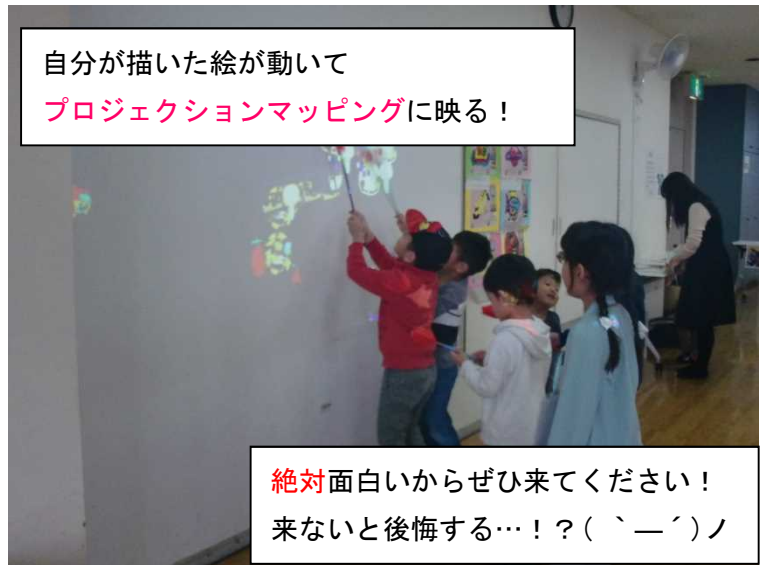 自分が描いた絵が動いて
プロジェクションマッピングに映る！
絶対面白いからぜひ来てください！
来ないと後悔する…！？( ｀―´)ノ